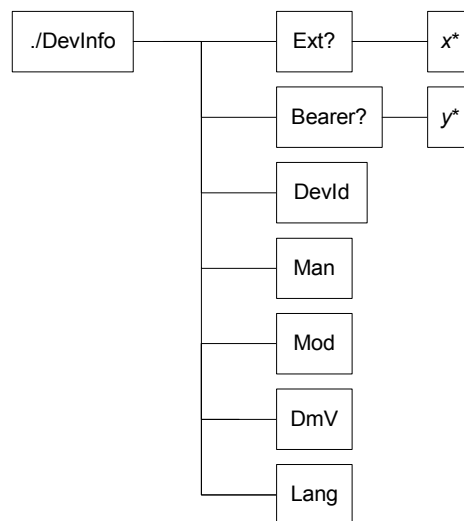 ./DevInfo Ext? x*
Bearer? y*
DevId
Man
Mod
DmV
Lang